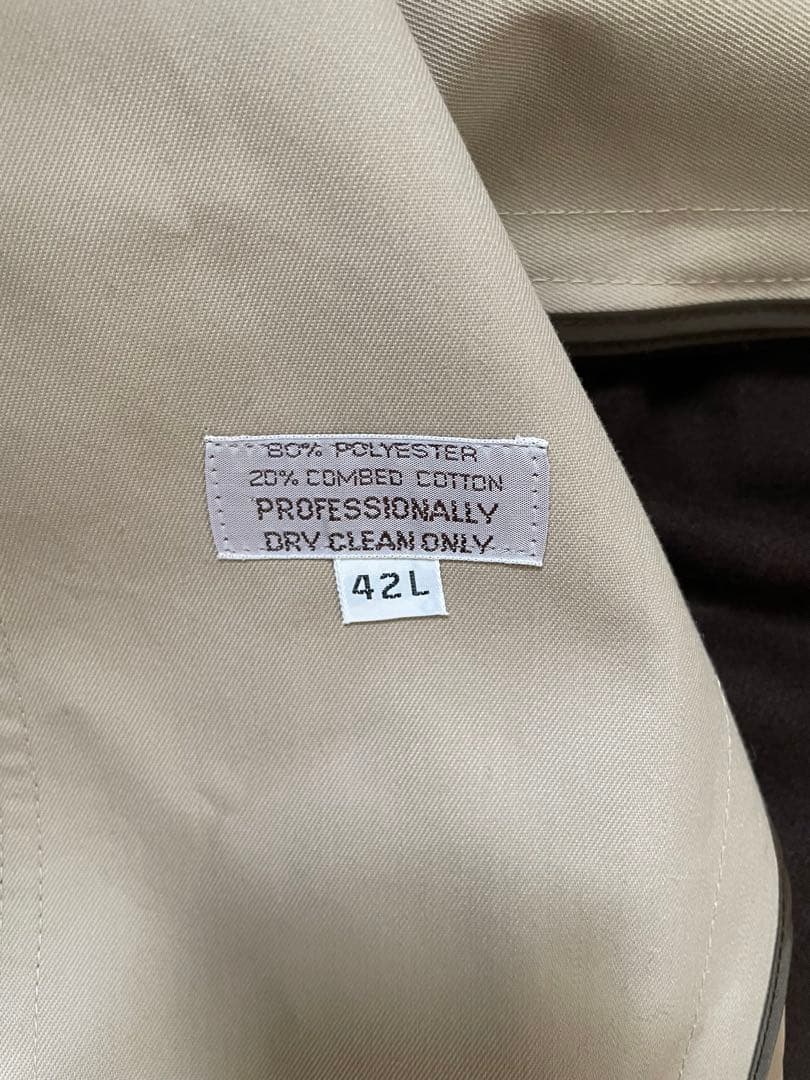 80% POLYESTER
20% COMBED COTTON
PROFESSIONALLY
DRY CLEAN ONLY
42L